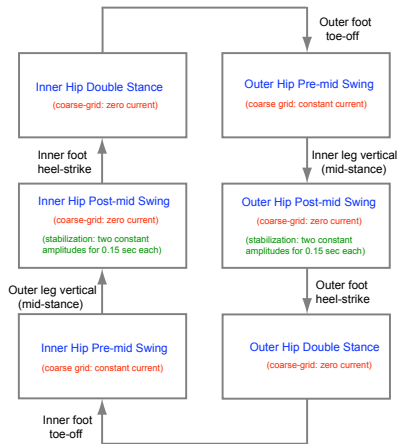 Outer foot
toe-off
Inner Hip Double Stance
(coarse-grid: zero current)
Outer Hip Pre-mid Swing
(coarse grid: constant current)
Inner foot
heel-strike
Inner leg vertical
(mid-stance)
Inner Hip Post-mid Swing
(coarse-grid: zero current)
(stabilization: two constant
amplitudes for 0.15 sec each)
Outer Hip Post-mid Swing
(coarse-grid: zero current)
(stabilization: two constant
amplitudes for 0.15 sec each)
Outer leg vertical
(mid-stance)
Outer foot
heel-strike
Inner Hip Pre-mid Swing
(coarse grid: constant current)
Outer Hip Double Stance
(coarse-grid: zero current)
Inner foot
toe-off